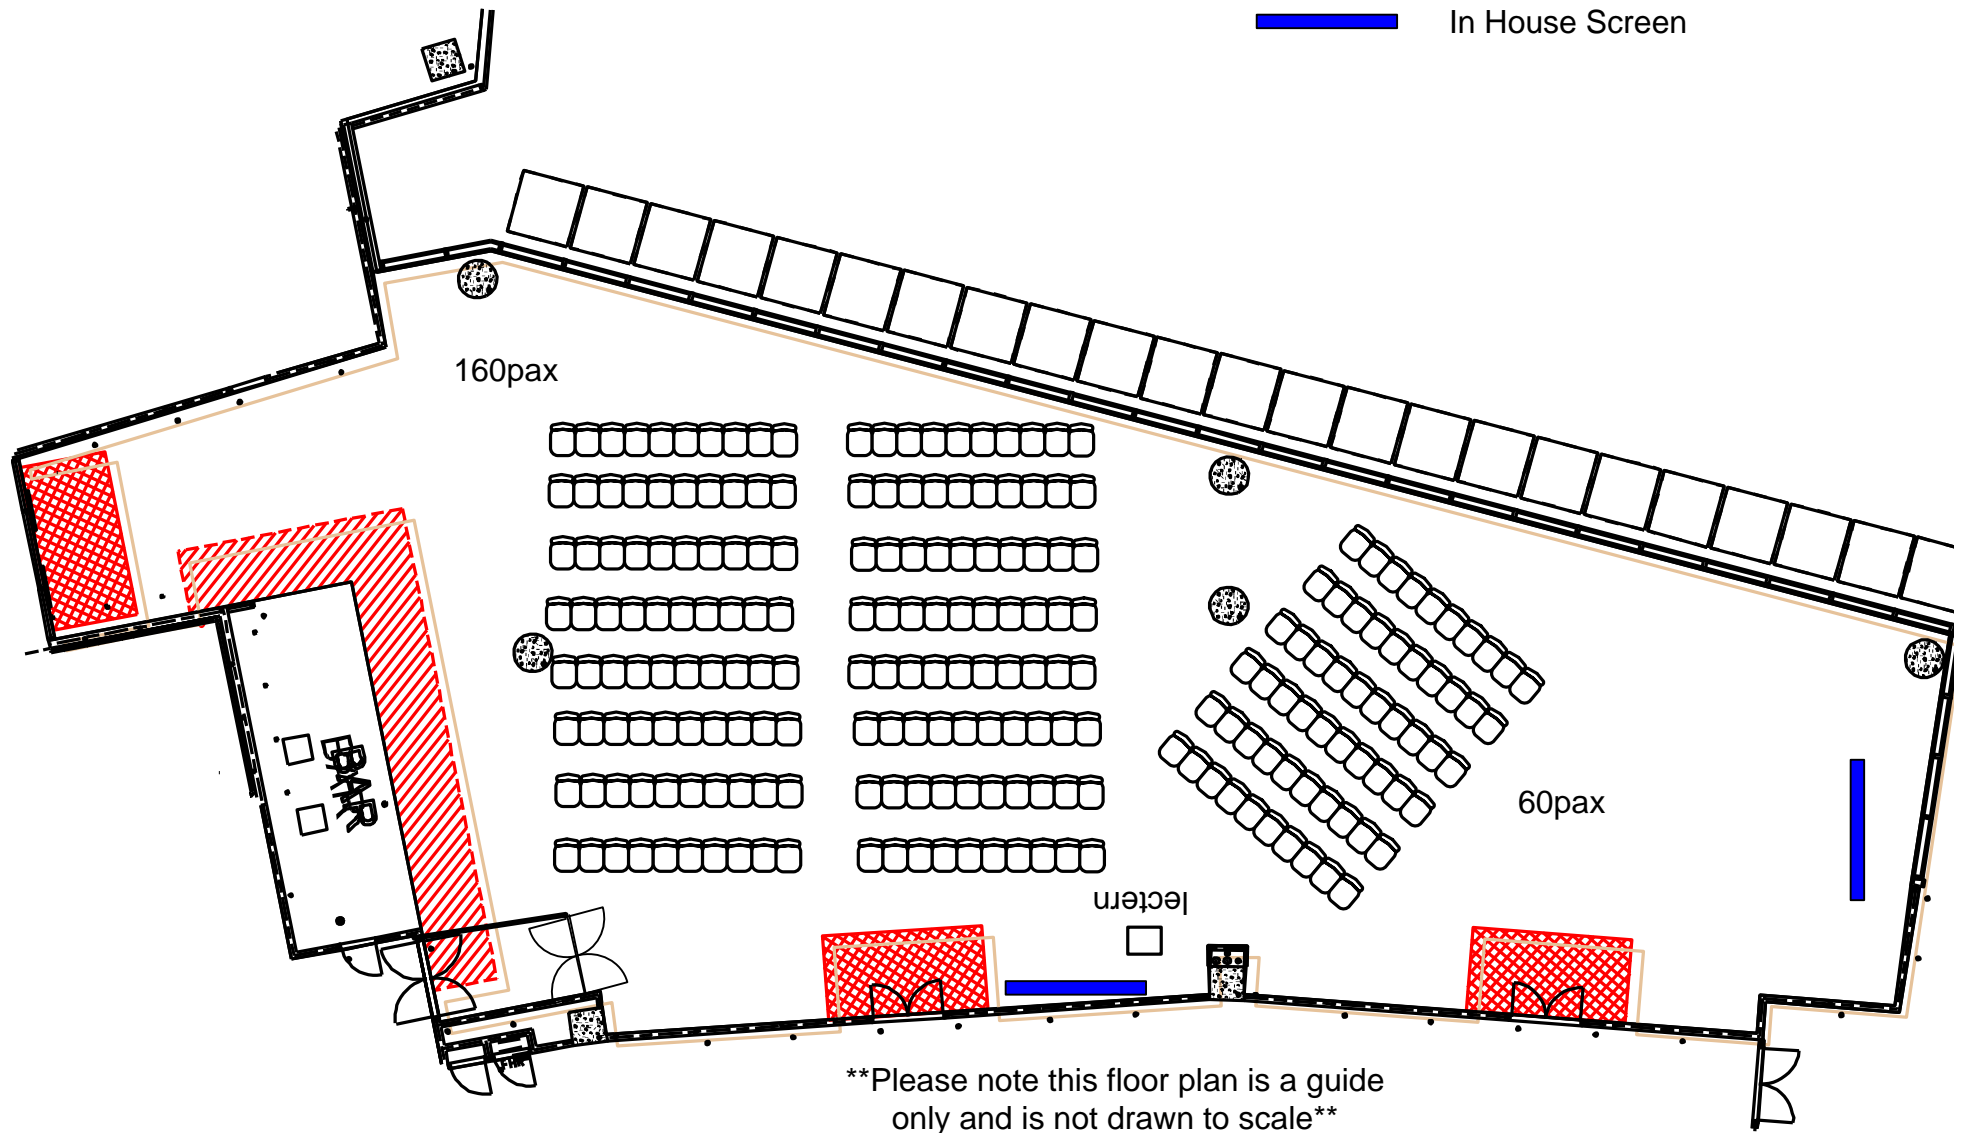 In House Screen
160pax
60pax
BAR
lectern
FHR
**Please note this floor plan is a guide
only and is not drawn to scale**